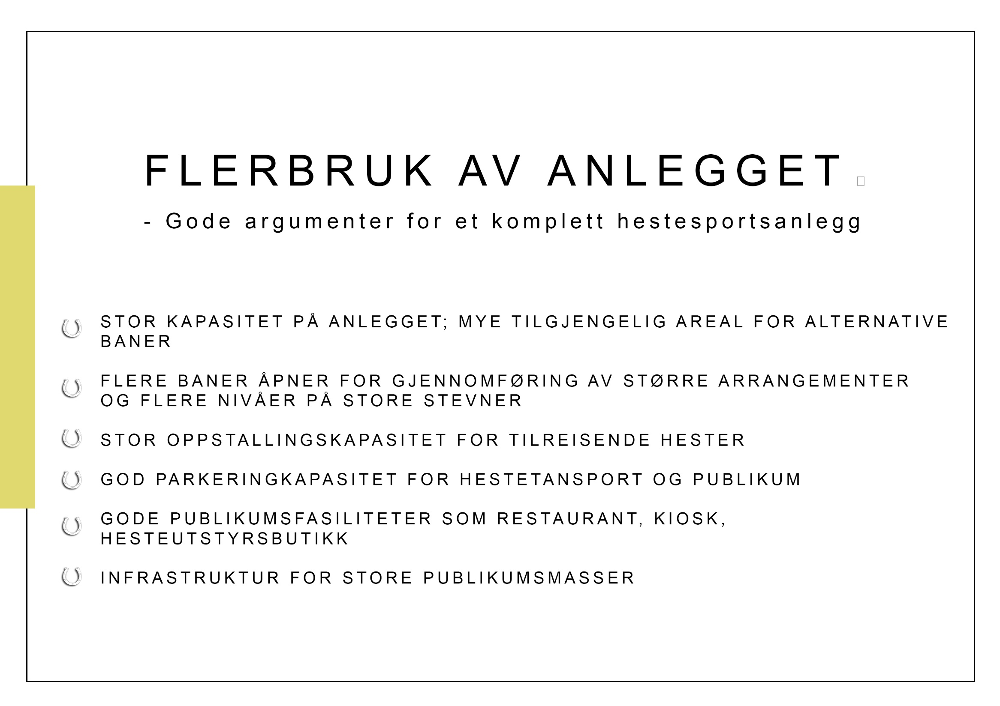 FLERBRUK AV ANLEGGET.
- Gode argumenter for et komplett hestesportsanlegg
STOR KAPASITET PÅ ANLEGGET; MYE TILGJENGELIG AREAL FOR ALTERNATIVE
BANER
FLERE BANER ÅPNER FOR GJENNOMFØRING AV STØRRE ARRANGEMENTER
OG FLERE NIVÅER PÅ STORE STEVNER
STOR OPPSTALLINGSKAPASITET FOR TILREISENDE HESTER
GOD PARKERINGKAPASITET FOR HESTETANSPORT OG PUBLIKUM
GODE PUBLIKUMSFASILITETER SOM RESTAURANT, KIOSK,
HESTEUTSTYRSBUTIKK
INFRASTRUKTUR FOR STORE PUBLIKUMSMASSER